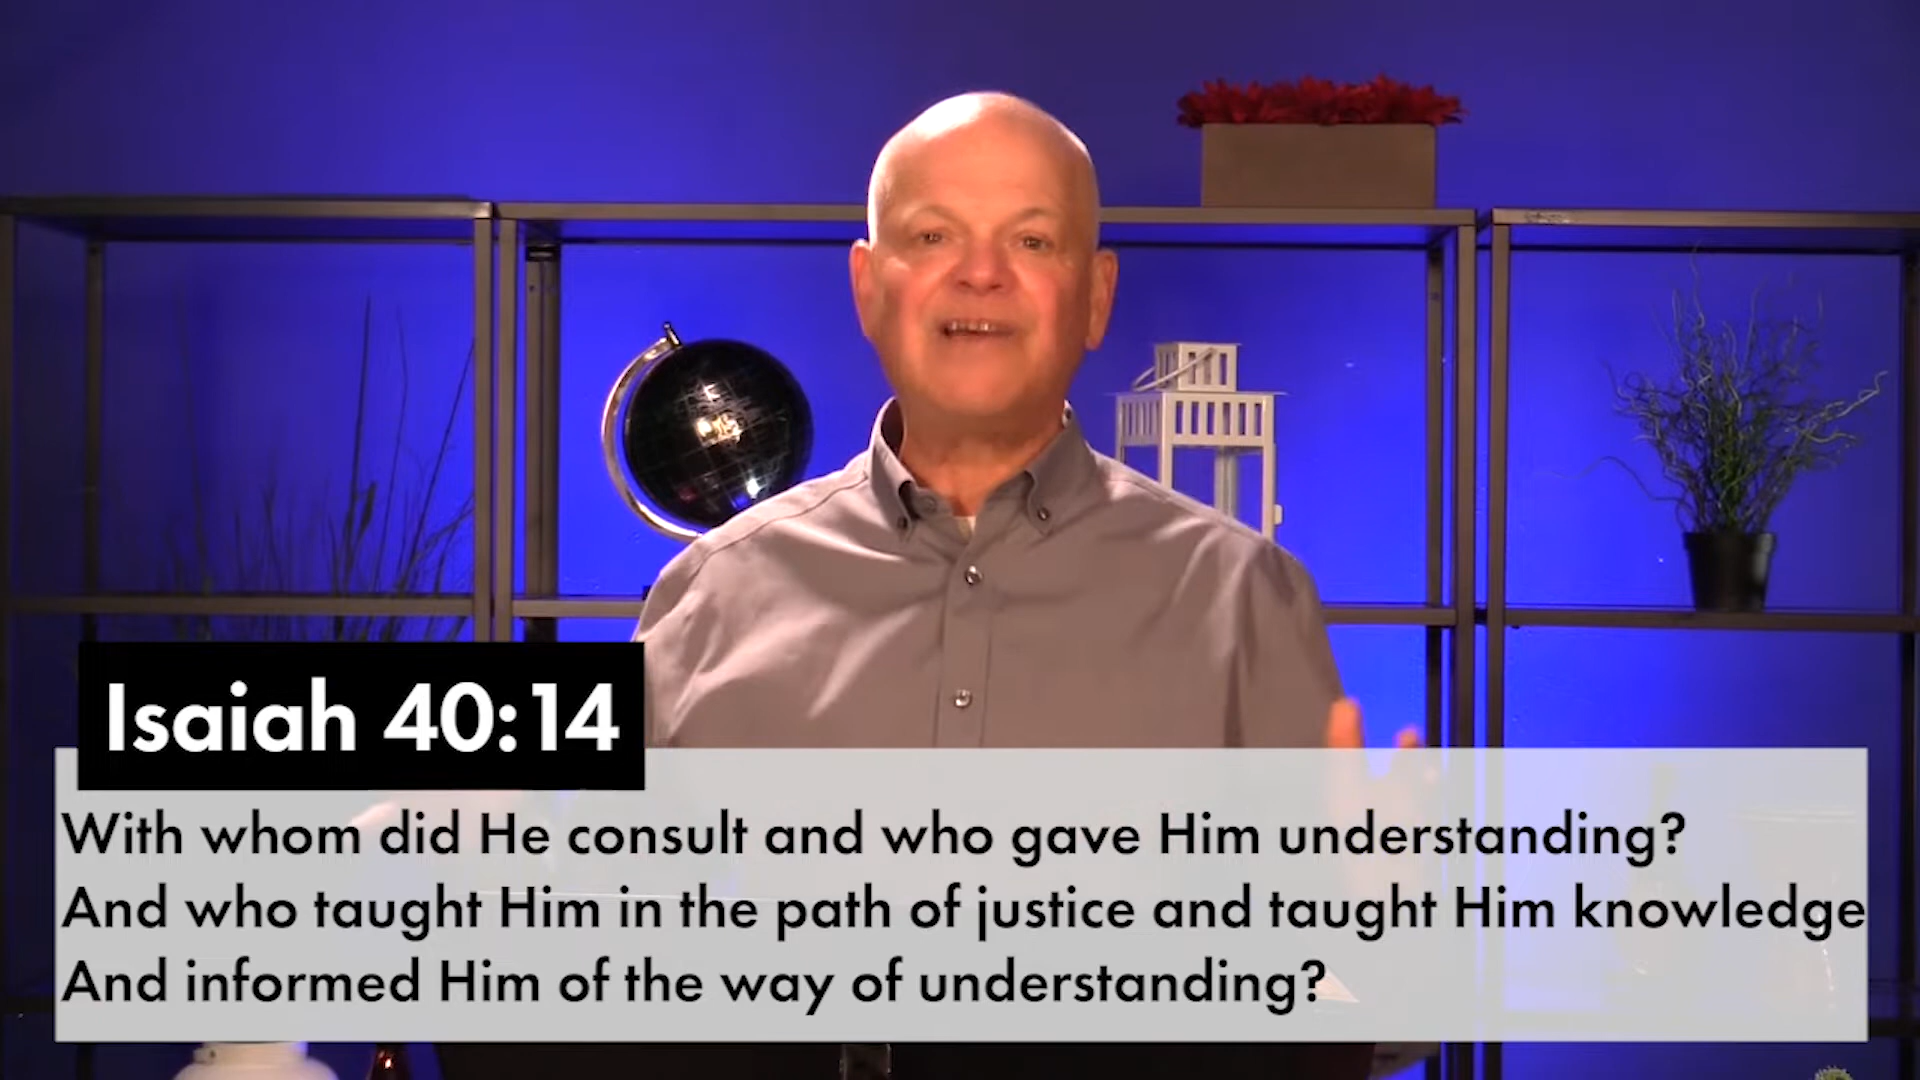 Isaiah 40:14
With whom did He consult and who gave Him understanding?
And who taught Him in the path of justice and taught Him knowledge
And informed Him of the way of understanding?